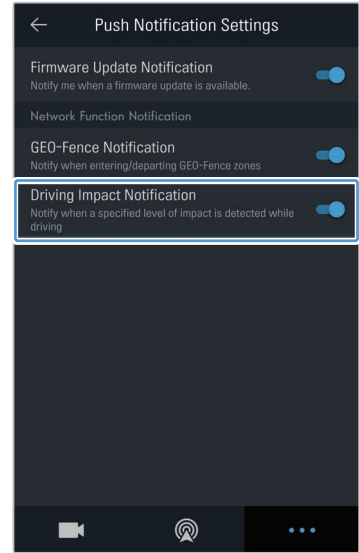 Push Notification Settings
Firmware Update Notification
Notify me when a firmware update is available.
Network Function Notification
GEO-Fence Notification
Notify when entering/departing GEO-Fence zones
Driving Impact Notification
Notify when a specified level of impact is detected while
driving